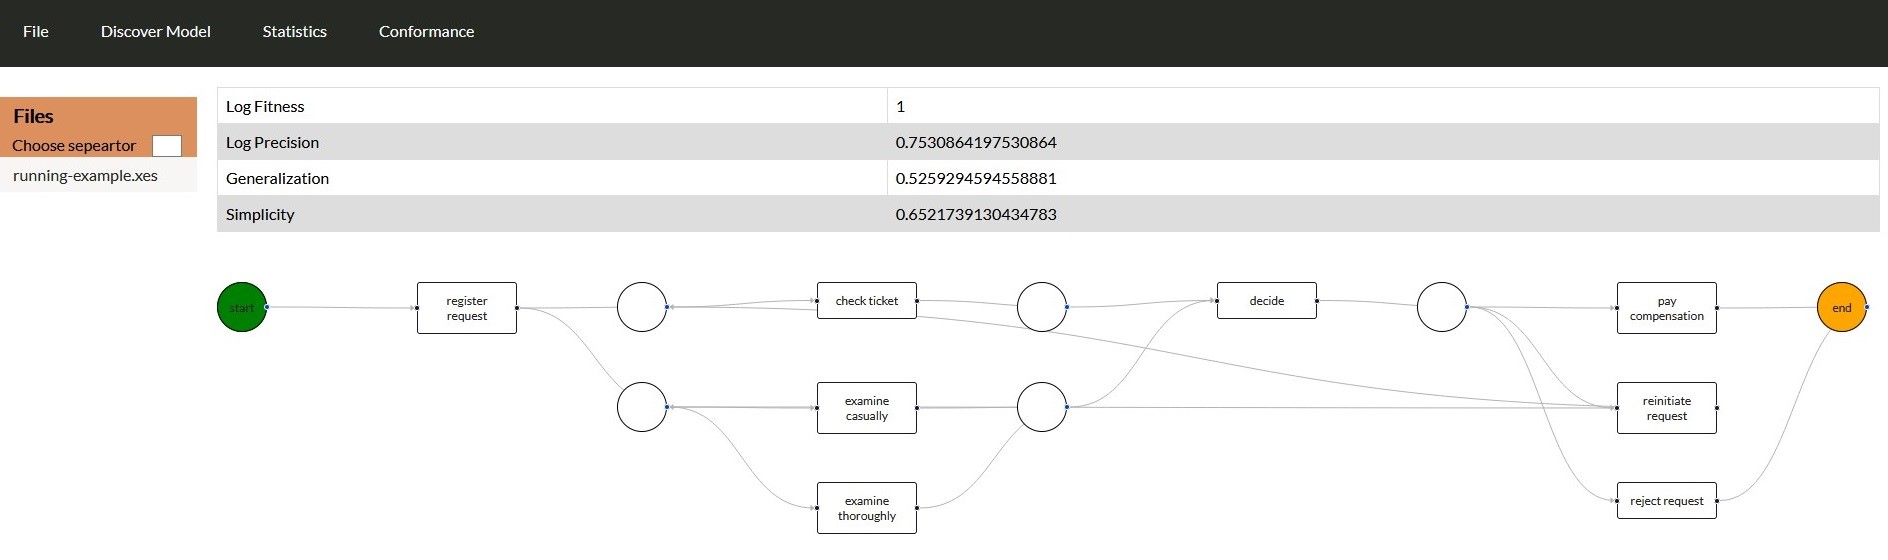 File Discover Model Statistics Conformance
Files
Choose sepeartor
running-example.xes
Log Fitness 1
Log Precision 0.7530864197530864
Generalization 0.5259294594558881
Simplicity 0.6521739130434783
start
register
request
check ticket
decide
pay
compensation
end
examine
casually
reinitiate
request
examine
thoroughly
reject request